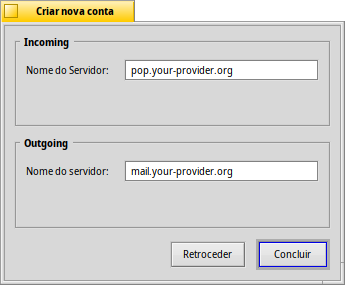 Criar nova conta
Incoming
Nome do Servidor: pop.your-provider.org
Outgoing
Nome do servidor: mail.your-provider.org
Retroceder Concluir